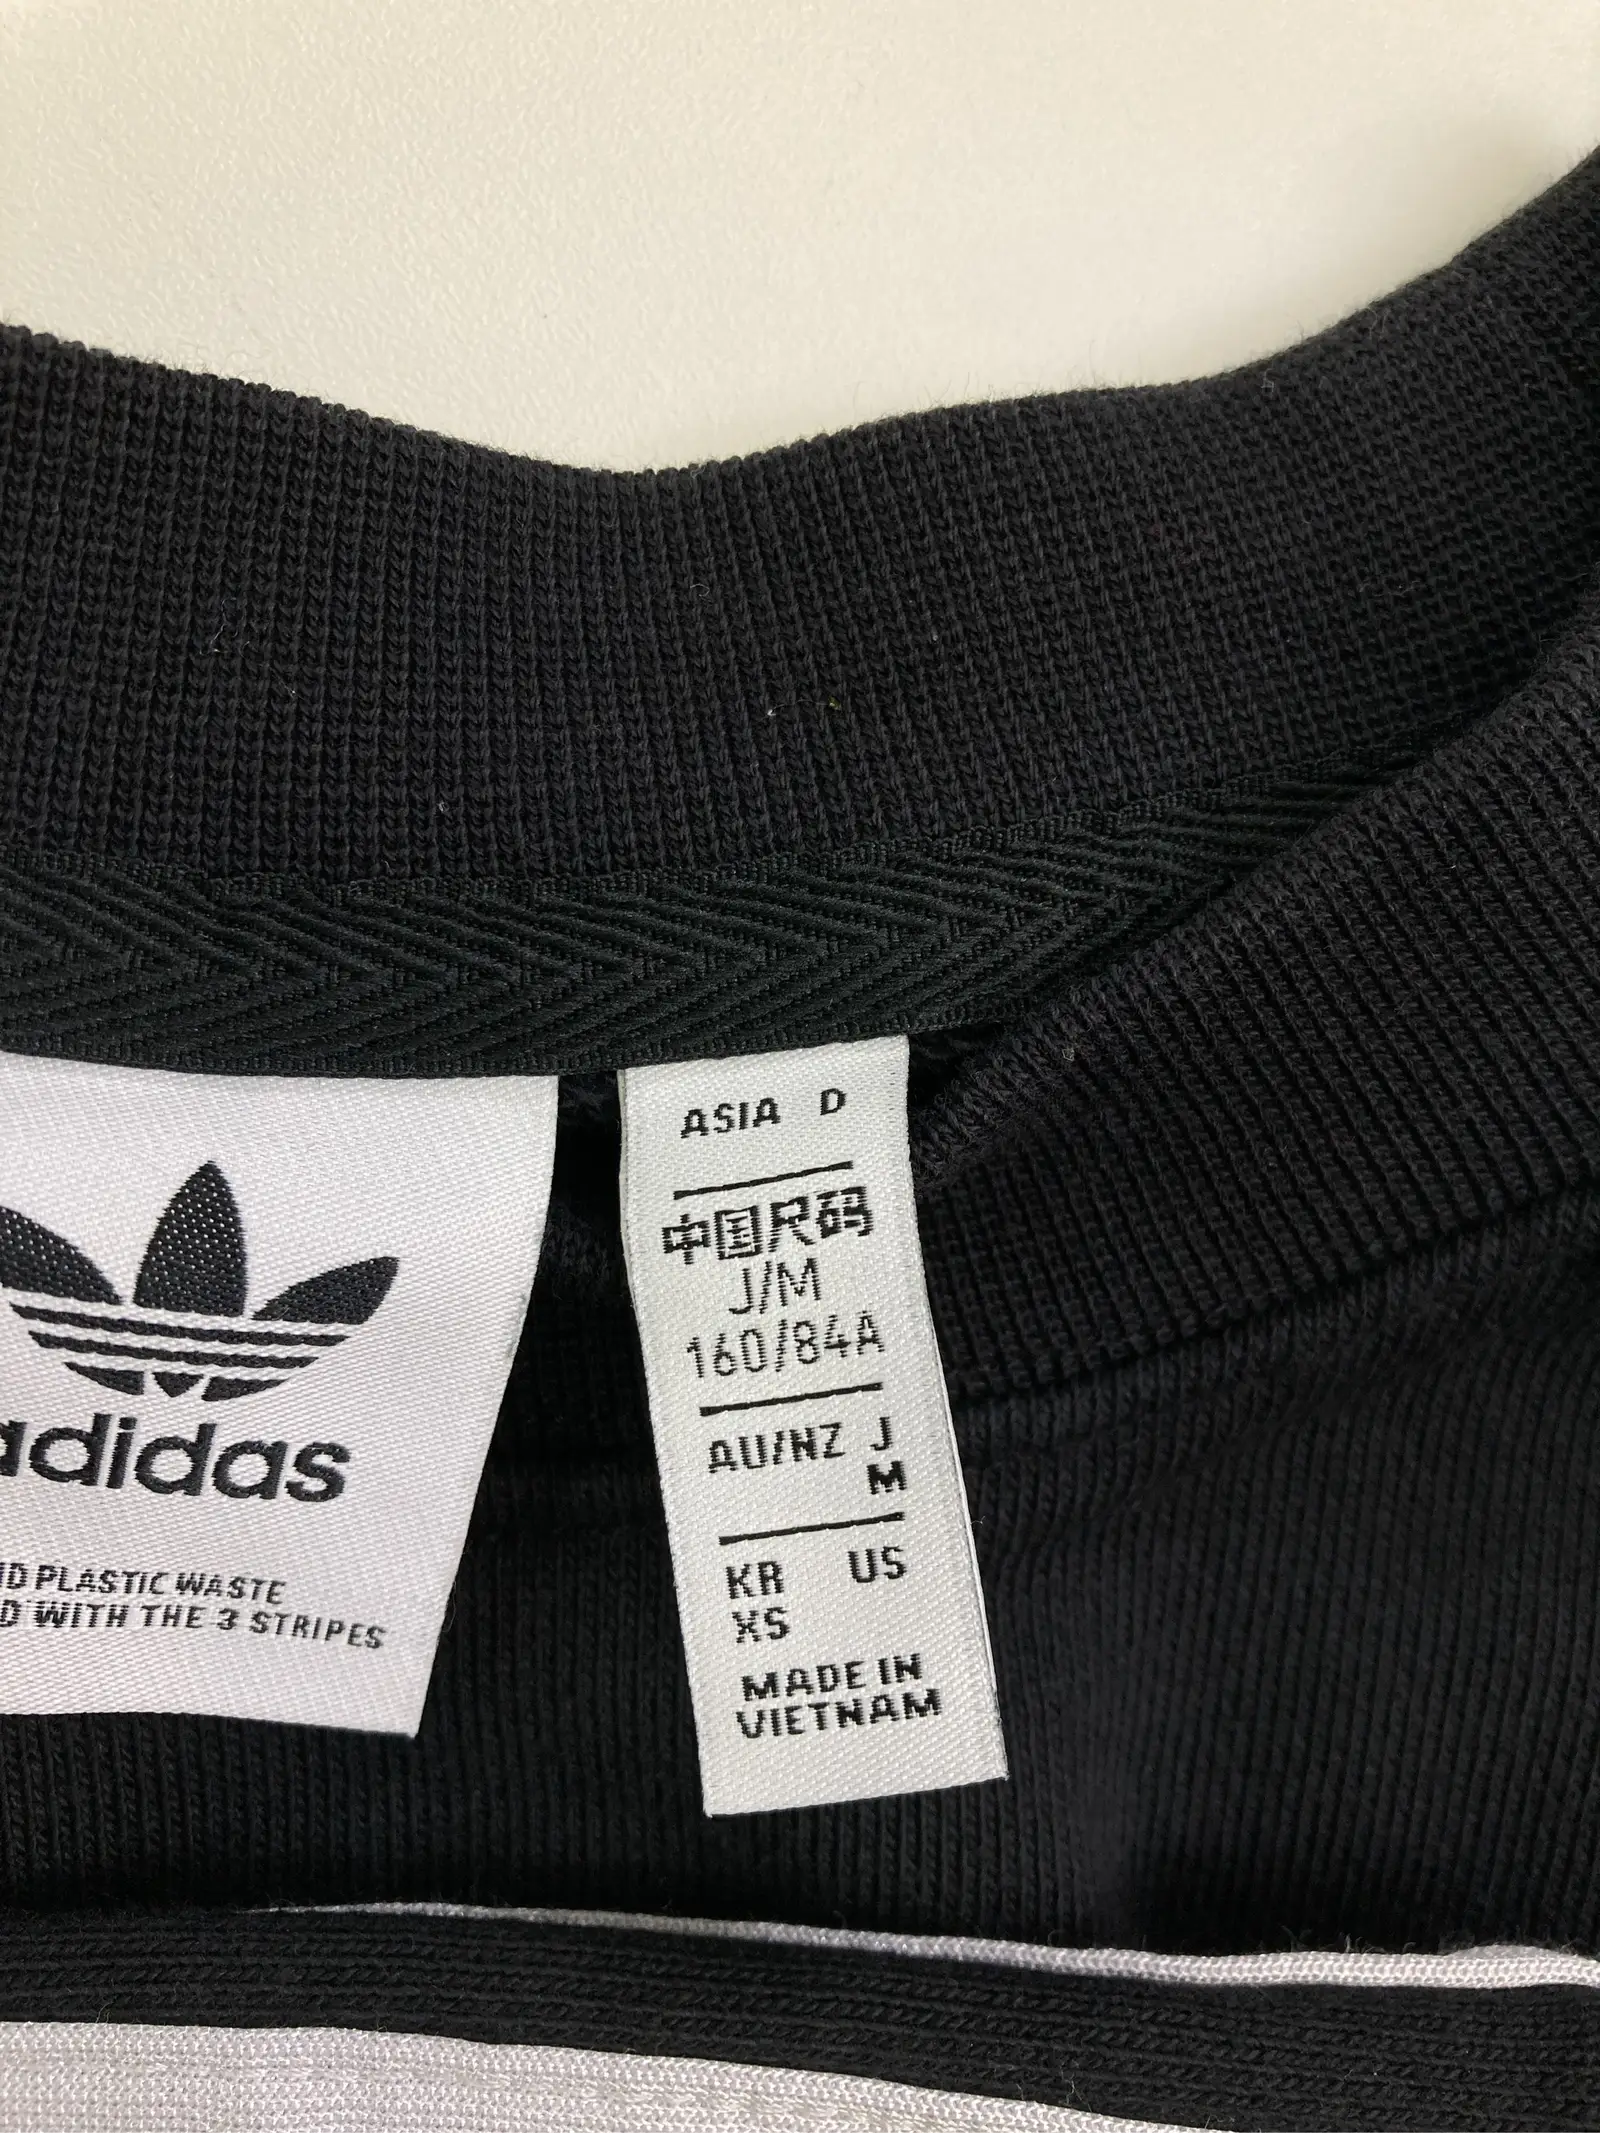 adidas
ND PLASTIC WASTE
D WITH THE 3 STRIPES
ASIA D
中国尺码
J/M
160/84A
AU/NZ J
M
KR US
XS
MADE IN
VIETNAM